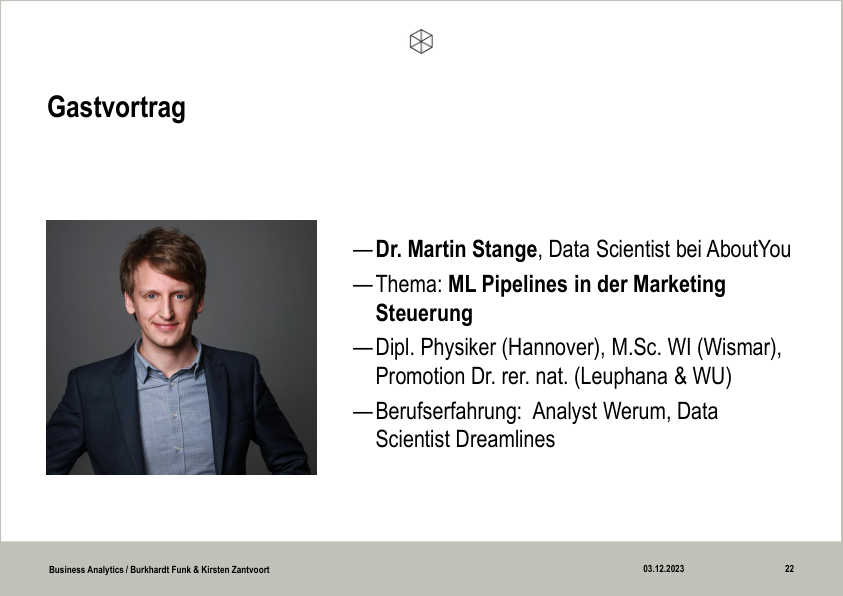 Gastvortrag
—Dr. Martin Stange, Data Scientist bei AboutYou
—Thema: ML Pipelines in der Marketing
Steuerung
—Dipl. Physiker (Hannover), M.Sc. WI (Wismar),
Promotion Dr. rer. nat. (Leuphana & WU)
—Berufserfahrung:  Analyst Werum, Data
Scientist Dreamlines
Business Analytics / Burkhardt Funk & Kirsten Zantvoort
03.12.2023
22